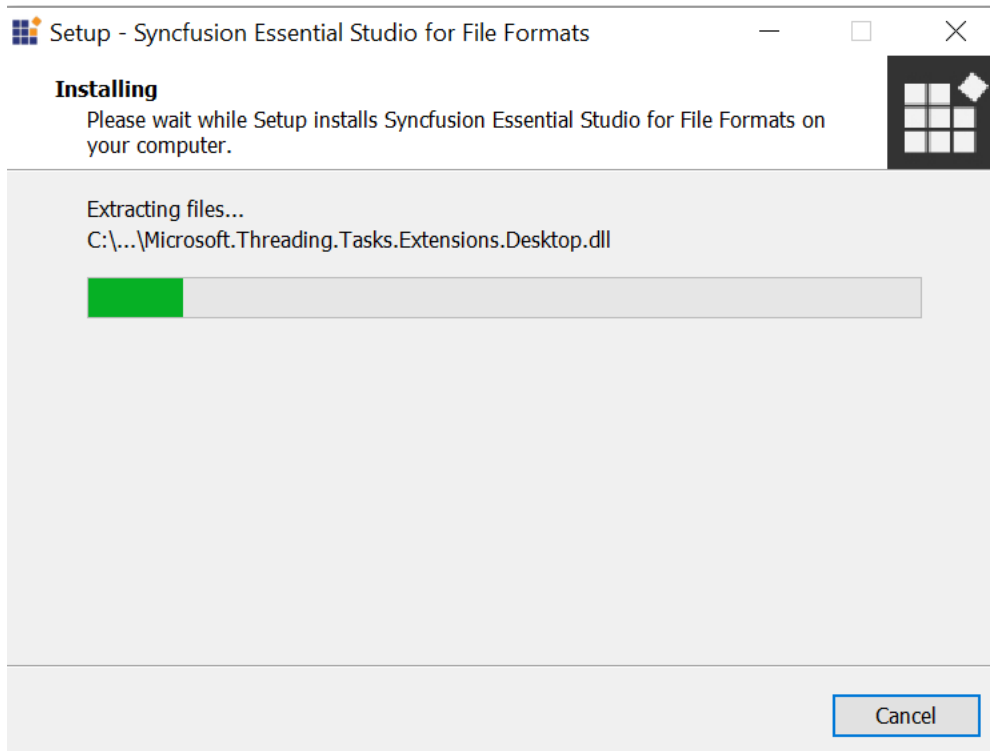 Setup - Syncfusion Essential Studio for File Formats
Installing
Please wait while Setup installs Syncfusion Essential Studio for File Formats on
your computer.
Extracting files...
C:\...\Microsoft.Threading.Tasks.Extensions.Desktop.dll
Cancel